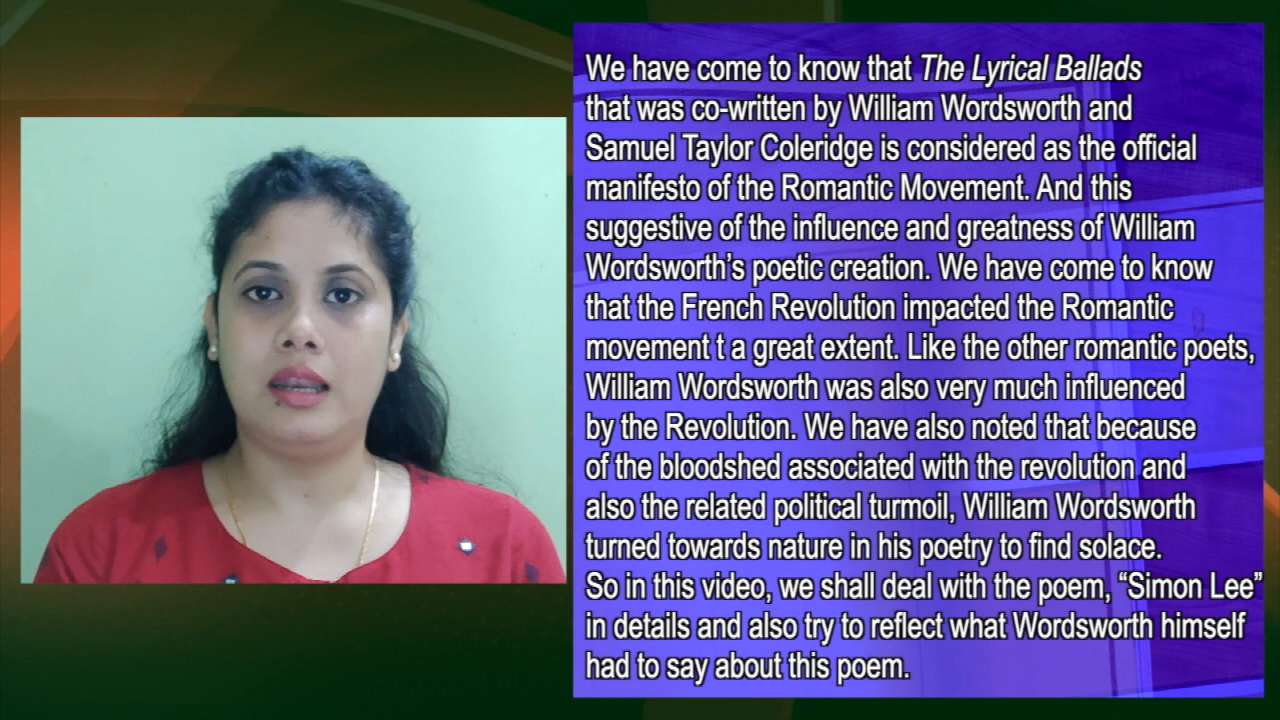 We have come to know that The Lyrical Ballads
that was co-written by William Wordsworth and
Samuel Taylor Coleridge is considered as the official
manifesto of the Romantic Movement. And this
suggestive of the influence and greatness of William
Wordsworth’s poetic creation. We have come to know
that the French Revolution impacted the Romantic
movement t a great extent. Like the other romantic poets,
William Wordsworth was also very much influenced
by the Revolution. We have also noted that because
of the bloodshed associated with the revolution and
also the related political turmoil, William Wordsworth
turned towards nature in his poetry to find solace.
So in this video, we shall deal with the poem, “Simon Lee”
in details and also try to reflect what Wordsworth himself
had to say about this poem.